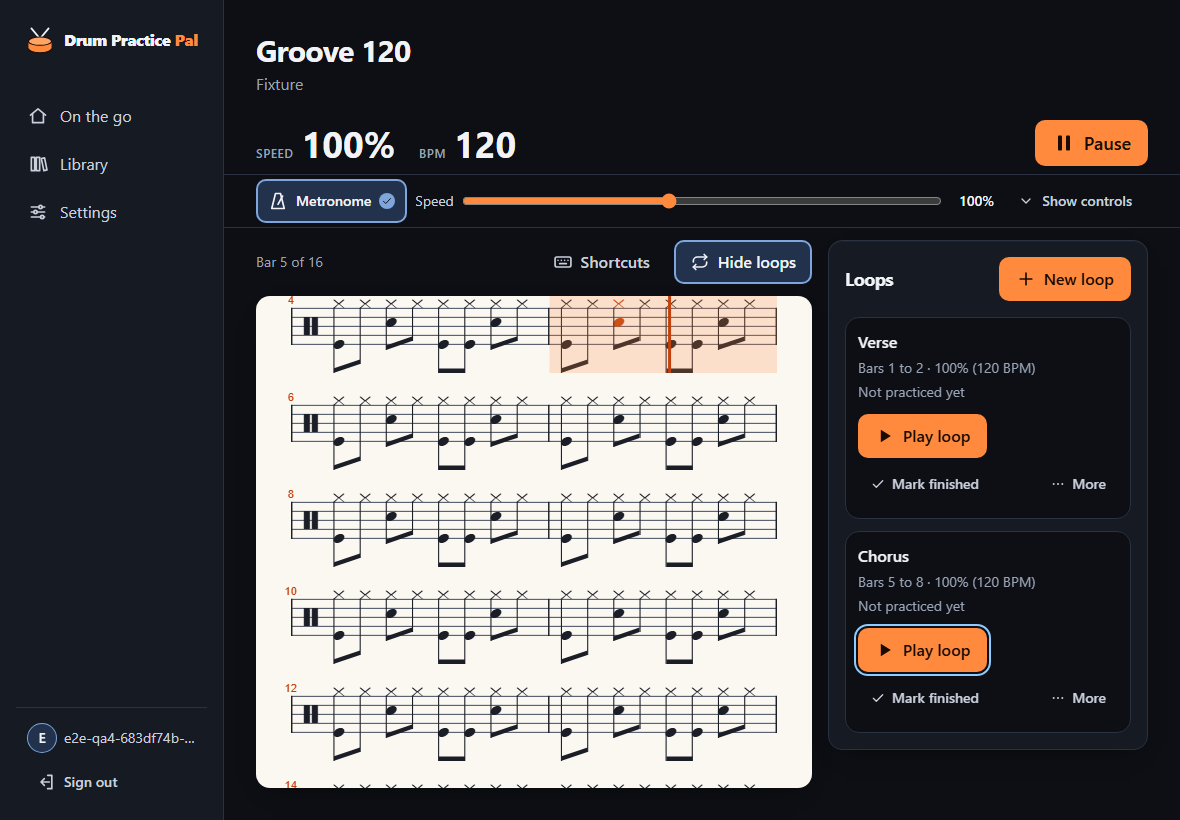 Drum Practice Pal
On the go
Library
Settings
E
e2e-qa4-683df74b-...
Sign out
Groove 120
Fixture
SPEED 100% BPM 120
Pause
Metronome
Speed
100%
Show controls
Bar 5 of 16
Shortcuts
Hide loops
4
6
8
10
12
14
Loops
New loop
Verse
Bars 1 to 2 · 100% (120 BPM)
Not practiced yet
Play loop
Mark finished
··· More
Chorus
Bars 5 to 8 · 100% (120 BPM)
Not practiced yet
Play loop
Mark finished
··· More